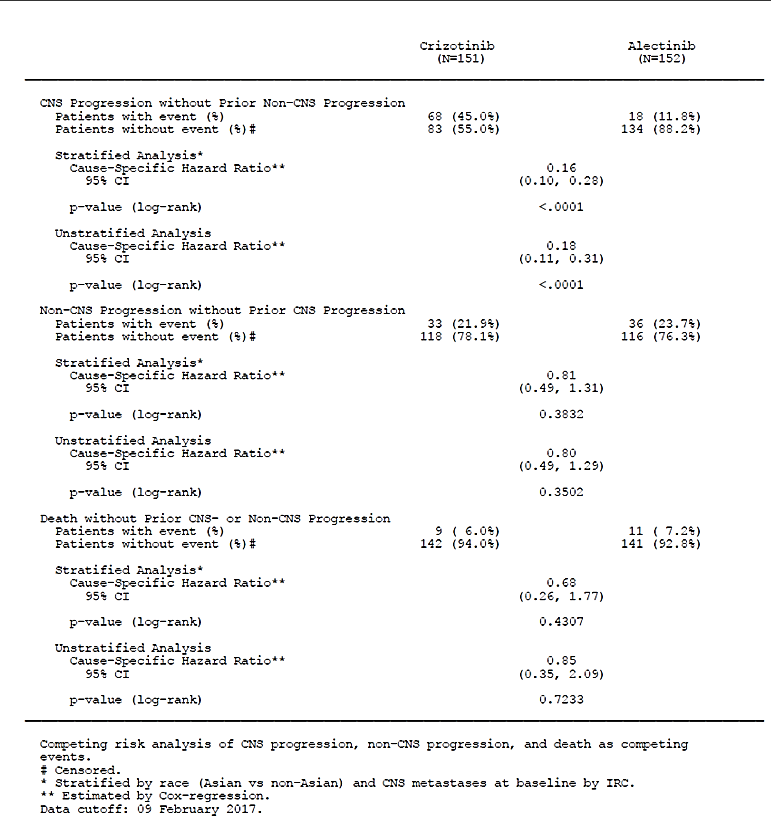 Crizotinib Alectinib
(N=151) (N=152)
CNS Progression without Prior Non-CNS Progression
Patients with event (%) 68 (45.0%) 18 (11.8%)
Patients without event (%)# 83 (55.0%) 134 (88.2%)
Stratified Analysis*
Cause-Specific Hazard Ratio** 0.16
95% CI (0.10, 0.28)
p-value (log-rank) <.0001
Unstratified Analysis
Cause-Specific Hazard Ratio** 0.18
95% CI (0.11, 0.31)
p-value (log-rank) <.0001
Non-CNS Progression without Prior CNS Progression
Patients with event (%) 33 (21.9%) 36 (23.7%)
Patients without event (%)# 118 (78.1%) 116 (76.3%)
Stratified Analysis*
Cause-Specific Hazard Ratio** 0.81
95% CI (0.49, 1.31)
p-value (log-rank) 0.3832
Unstratified Analysis
Cause-Specific Hazard Ratio** 0.80
95% CI (0.49, 1.29)
p-value (log-rank) 0.3502
Death without Prior CNS- or Non-CNS Progression
Patients with event (%) 9 ( 6.0%) 11 ( 7.2%)
Patients without event (%)# 142 (94.0%) 141 (92.8%)
Stratified Analysis*
Cause-Specific Hazard Ratio** 0.68
95% CI (0.26, 1.77)
p-value (log-rank) 0.4307
Unstratified Analysis
Cause-Specific Hazard Ratio** 0.85
95% CI (0.35, 2.09)
p-value (log-rank) 0.7233
Competing risk analysis of CNS progression, non-CNS progression, and death as competing
events.
# Censored.
* Stratified by race (Asian vs non-Asian) and CNS metastases at baseline by IRC.
** Estimated by Cox-regression.
Data cutoff: 09 February 2017.